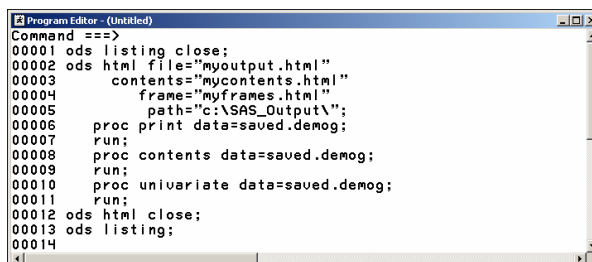 Program Editor - (Untitled)
Command ===>
00001 ods listing close;
00002 ods html file="myoutput.html"
00003      contents="mycontents.html"
00004         frame="myframes.html"
00005          path="c:\SAS_Output\";
00006    proc print data=saved.demog;
00007    run;
00008    proc contents data=saved.demog;
00009    run;
00010    proc univariate data=saved.demog;
00011    run;
00012 ods html close;
00013 ods listing;
00014